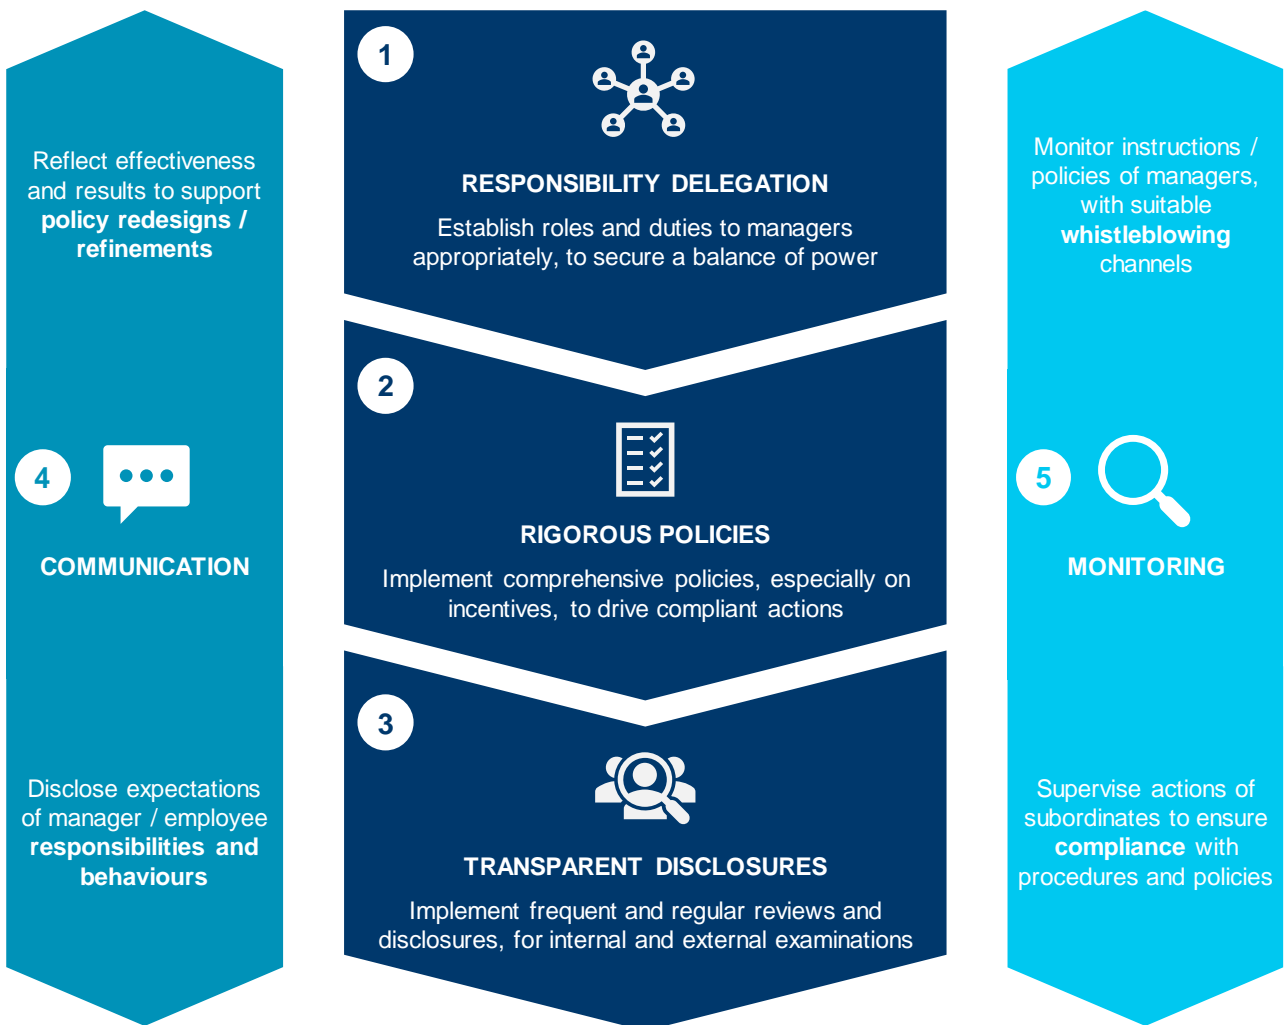 1
RESPONSIBILITY DELEGATION
Establish roles and duties to managers
appropriately, to secure a balance of power
2
RIGOROUS POLICIES
Implement comprehensive policies, especially on
incentives, to drive compliant actions
3
TRANSPARENT DISCLOSURES
Implement frequent and regular reviews and
disclosures, for internal and external examinations
Reflect effectiveness
and results to support
policy redesigns /
refinements
4
COMMUNICATION
Disclose expectations
of manager / employee
responsibilities and
behaviours
Monitor instructions /
policies of managers,
with suitable
whistleblowing
channels
5
MONITORING
Supervise actions of
subordinates to ensure
compliance with
procedures and policies